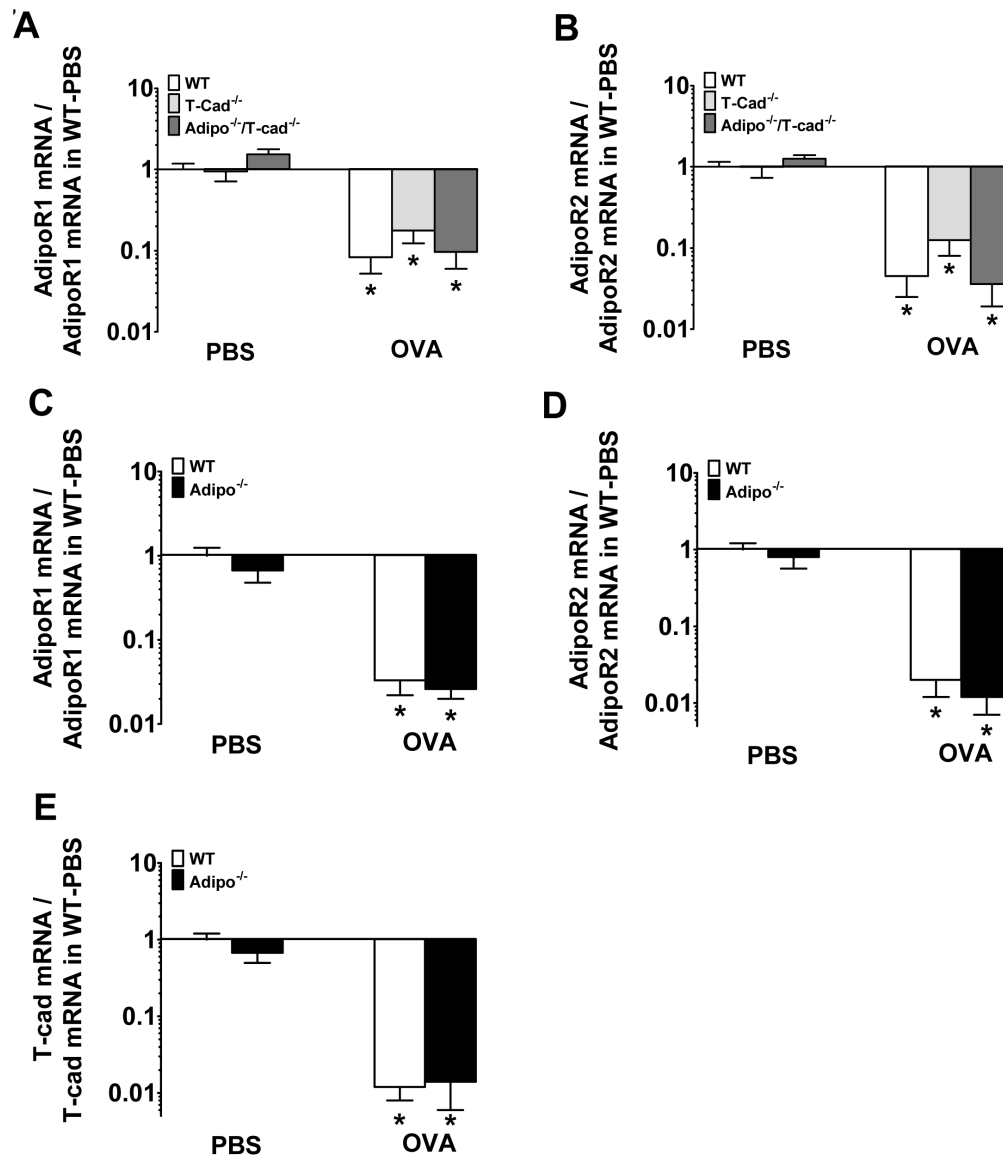 A
AdipoR1 mRNA /
AdipoR1 mRNA in WT-PBS
WT
T-Cad-/-
Adipo-/-/T-cad-/-
10
1
0.1
0.01
* * *
PBS OVA
B
AdipoR2 mRNA /
AdipoR2 mRNA in WT-PBS
WT
T-Cad-/-
Adipo-/-/T-cad-/-
10
1
0.1
0.01
* * *
PBS OVA
C
AdipoR1 mRNA /
AdipoR1 mRNA in WT-PBS
WT
Adipo-/-
10
1
0.1
0.01
* *
PBS OVA
D
AdipoR2 mRNA /
AdipoR2 mRNA in WT-PBS
WT
Adipo-/-
10
1
0.1
0.01
* *
PBS OVA
E
T-cad mRNA /
T-cad mRNA in WT-PBS
WT
Adipo-/-
10
1
0.1
0.01
* *
PBS OVA